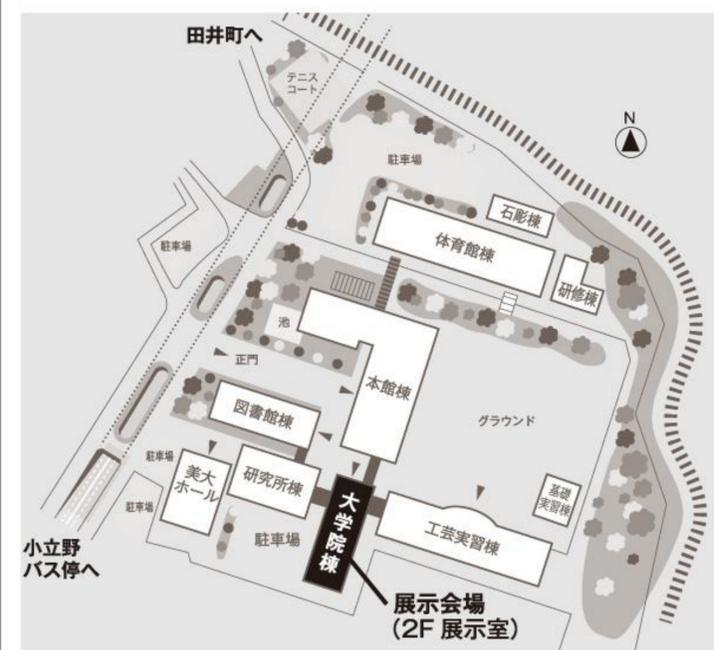 田井町へ
テニス
コート
N
駐車場
石彫棟
体育館棟
駐車場
研修棟
池
正門
本館棟
図書館棟
グラウンド
駐車場
美大
ホール
研究所棟
基礎
実習棟
駐車場
大学院棟
工芸実習棟
駐車場
小立野
バス停へ
展示会場
(2F 展示室)